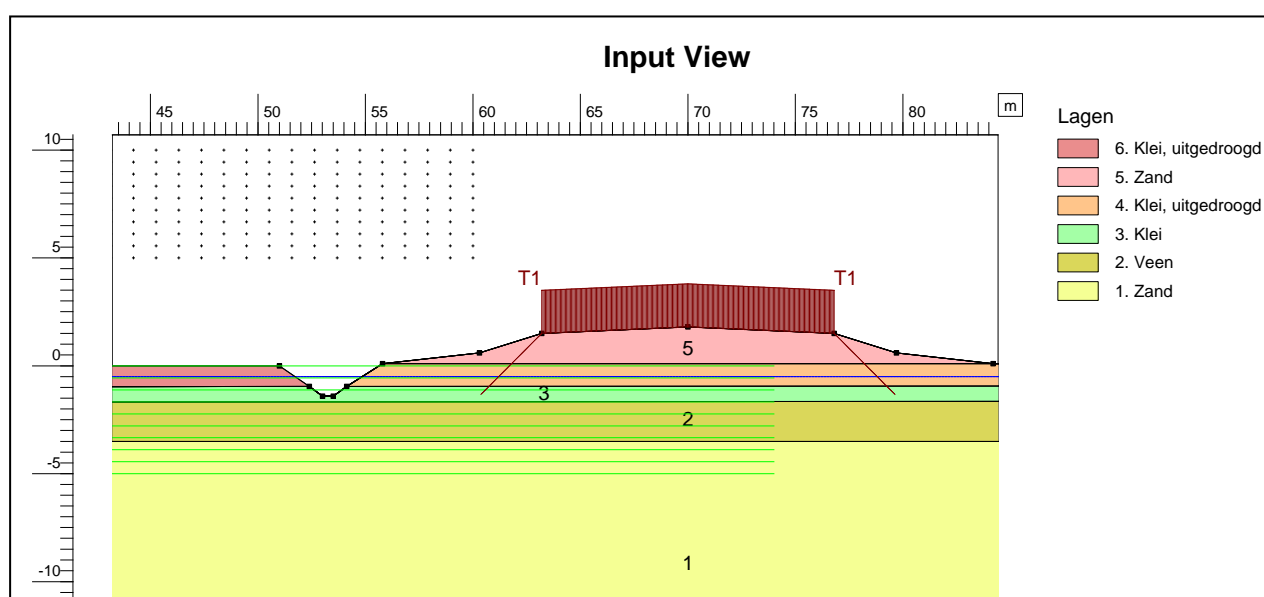 Input View
45 50 55 60 65 70 75 80 m
Lagen
6. Klei, uitgedroogd
5. Zand
4. Klei, uitgedroogd
3. Klei
2. Veen
1. Zand
10
5
0
-5
-10
T1 T1
5
3
2
1